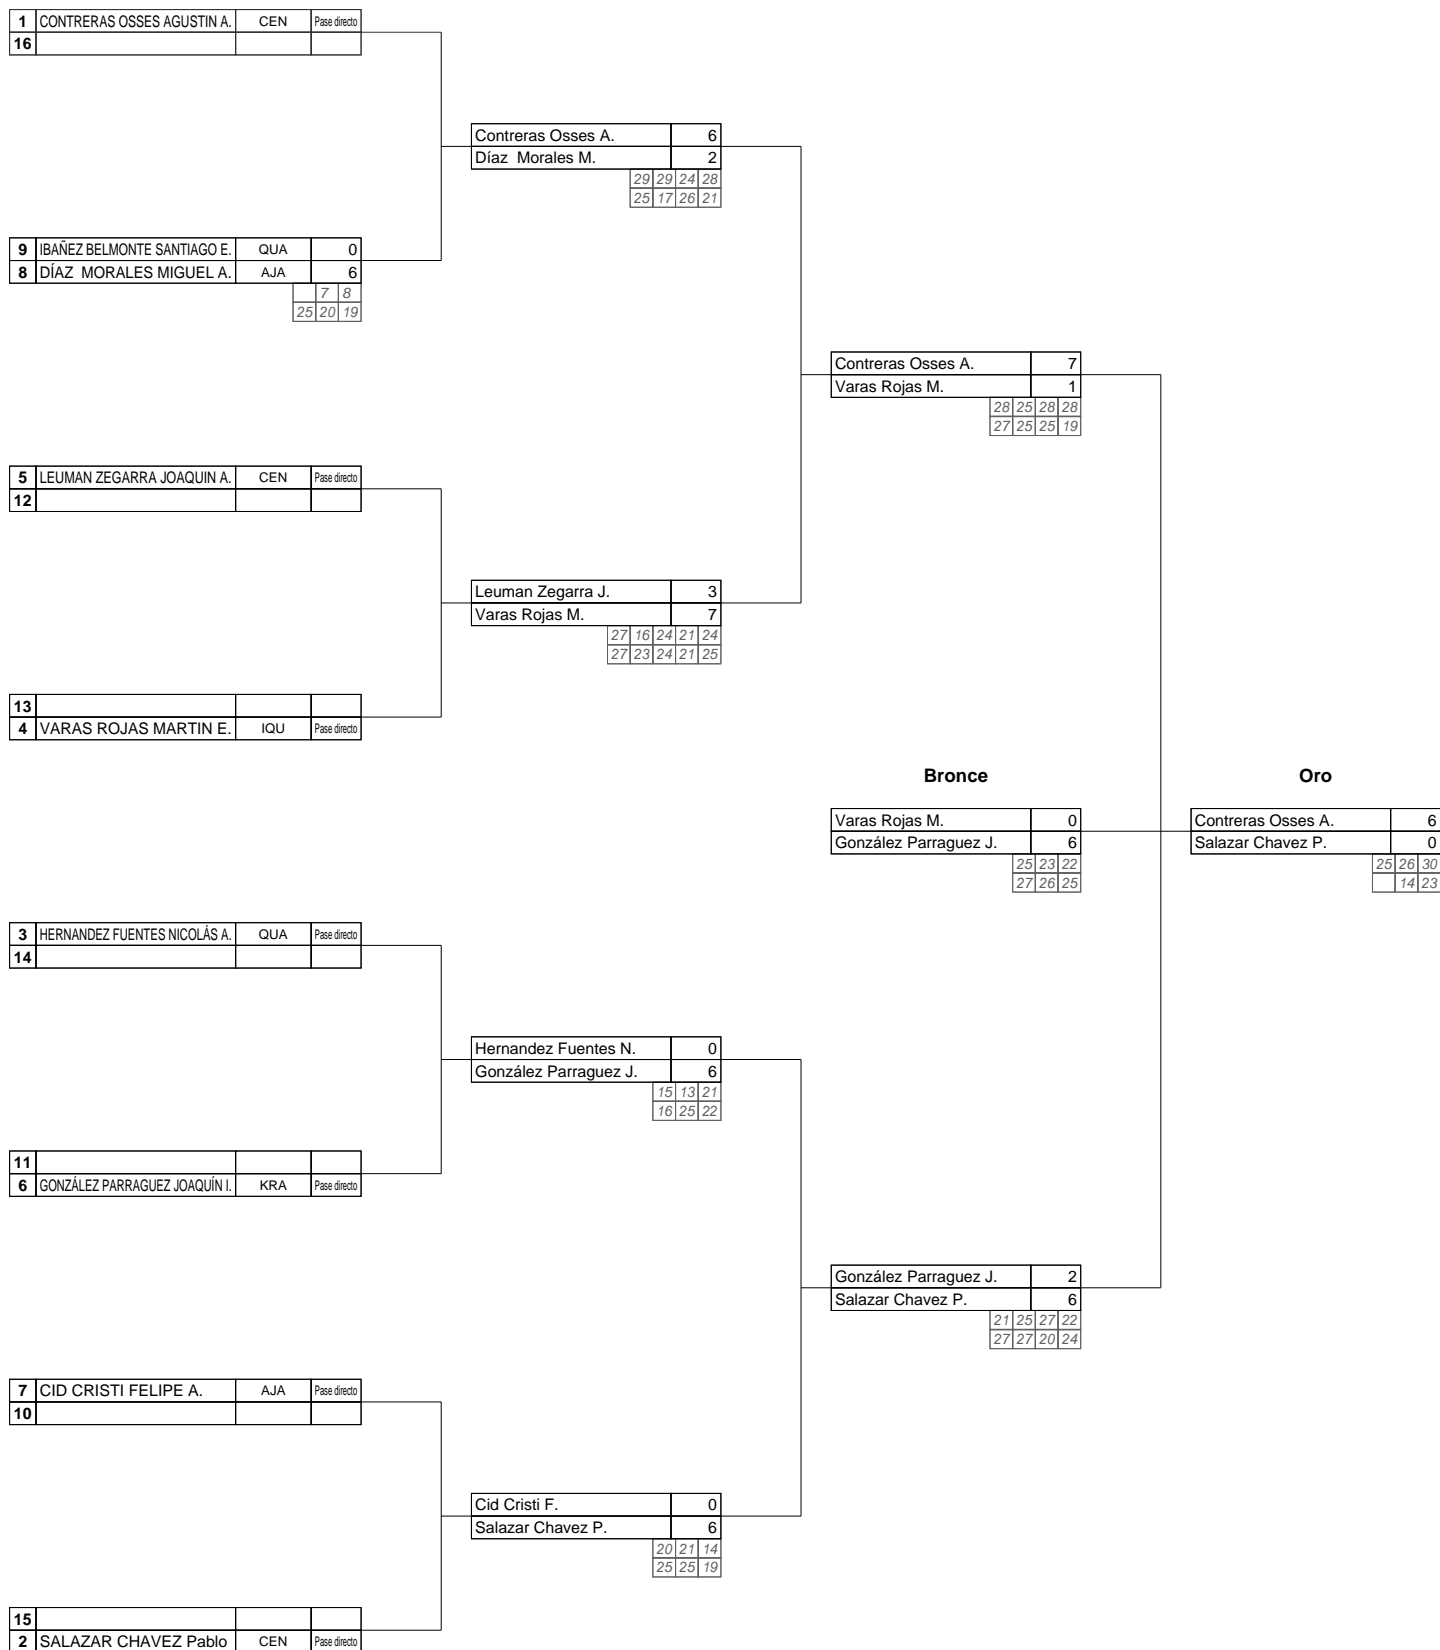 1 CONTRERAS OSSES AGUSTIN A. CEN Pase directo
16
Contreras Osses A. 6
Díaz  Morales M. 2
29 29 24 28
25 17 26 21
9 IBAÑEZ BELMONTE SANTIAGO E. QUA 0
8 DÍAZ  MORALES MIGUEL A. AJA 6
7 8
25 20 19
Contreras Osses A. 7
Varas Rojas M. 1
28 25 28 28
27 25 25 19
5 LEUMAN ZEGARRA JOAQUIN A. CEN Pase directo
12
Leuman Zegarra J. 3
Varas Rojas M. 7
27 16 24 21 24
27 23 24 21 25
13
4 VARAS ROJAS MARTIN E. IQU Pase directo
Bronce Oro
Varas Rojas M. 0 Contreras Osses A. 6
González Parraguez J. 6 Salazar Chavez P. 0
25 23 22 25 26 30
27 26 25 14 23
3 HERNANDEZ FUENTES NICOLÁS A. QUA Pase directo
14
Hernandez Fuentes N. 0
González Parraguez J. 6
15 13 21
16 25 22
11
6 GONZÁLEZ PARRAGUEZ JOAQUÍN I. KRA Pase directo
González Parraguez J. 2
Salazar Chavez P. 6
21 25 27 22
27 27 20 24
7 CID CRISTI FELIPE A. AJA Pase directo
10
Cid Cristi F. 0
Salazar Chavez P. 6
20 21 14
25 25 19
15
2 SALAZAR CHAVEZ Pablo CEN Pase directo